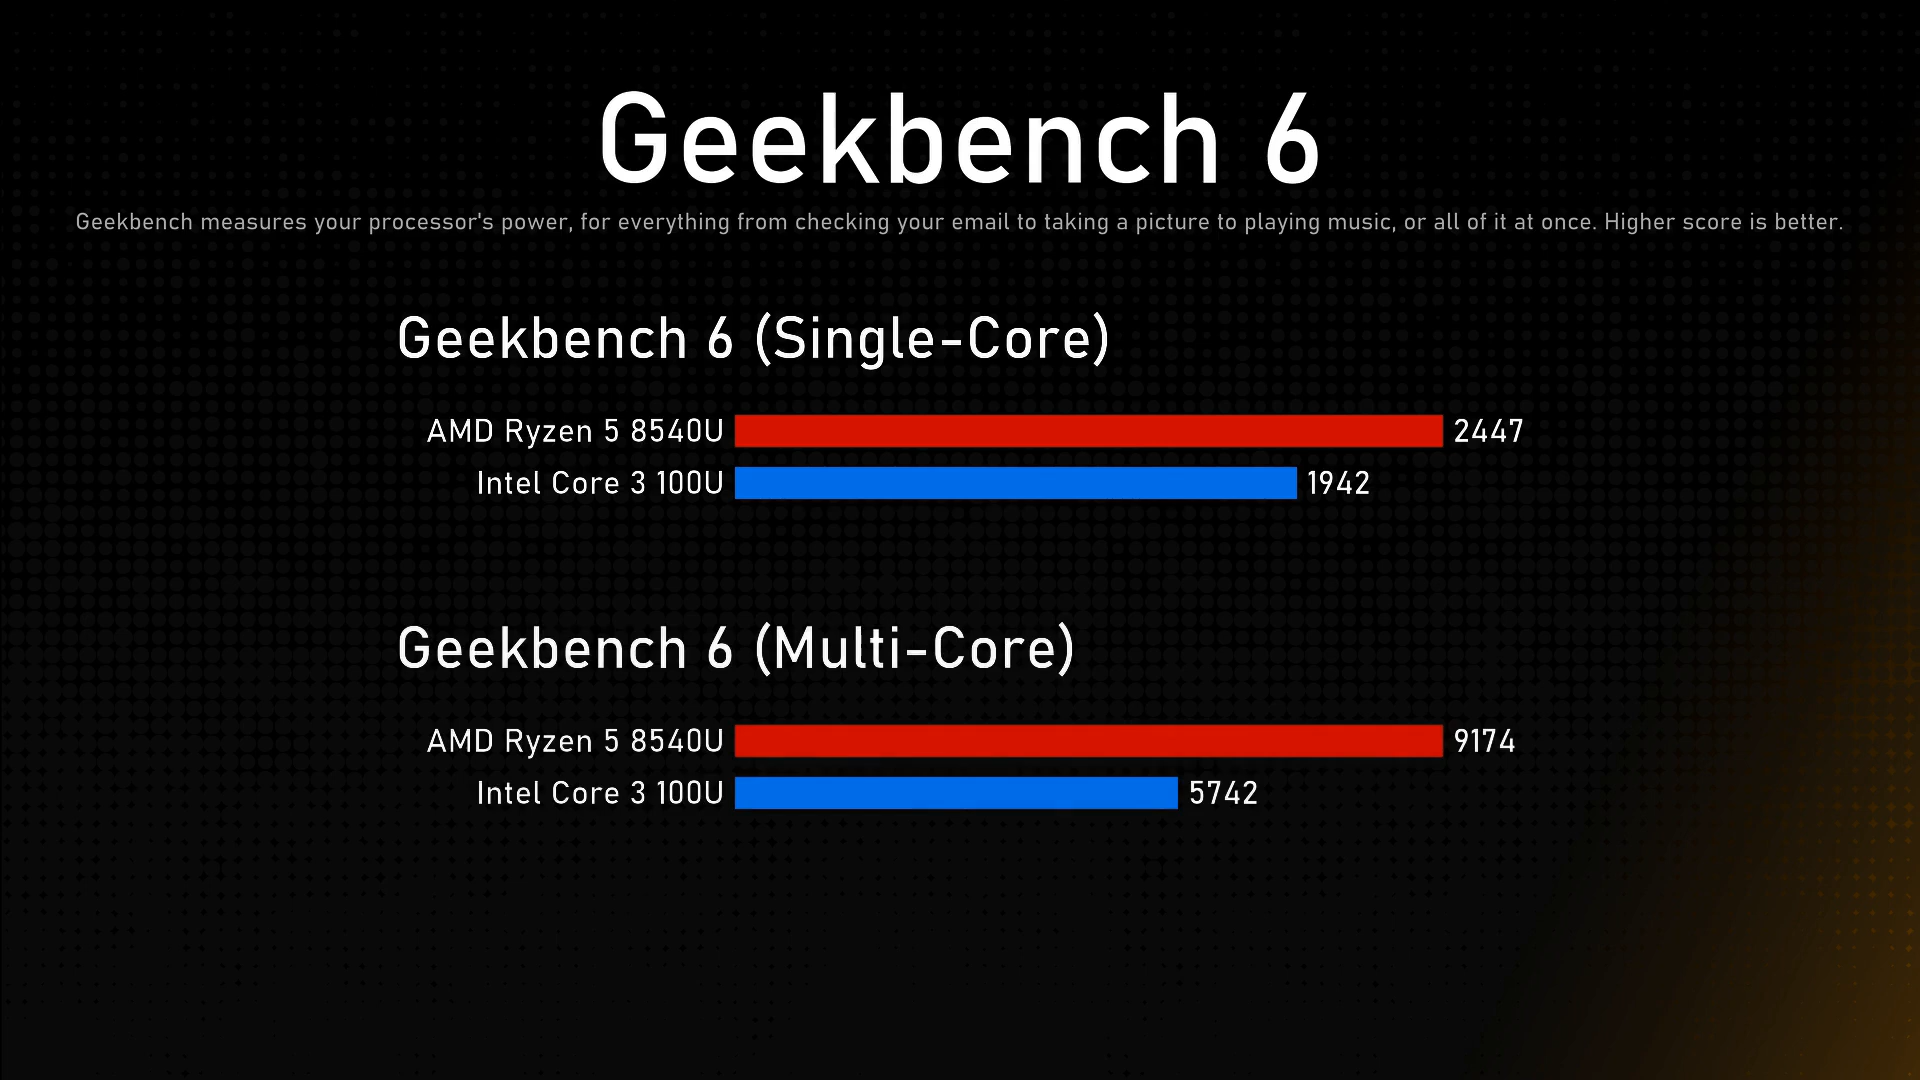 Geekbench 6
Geekbench measures your processor's power, for everything from checking your email to taking a picture to playing music, or all of it at once. Higher score is better.
Geekbench 6 (Single-Core)
AMD Ryzen 5 8540U 2447
Intel Core 3 100U 1942
Geekbench 6 (Multi-Core)
AMD Ryzen 5 8540U 9174
Intel Core 3 100U 5742